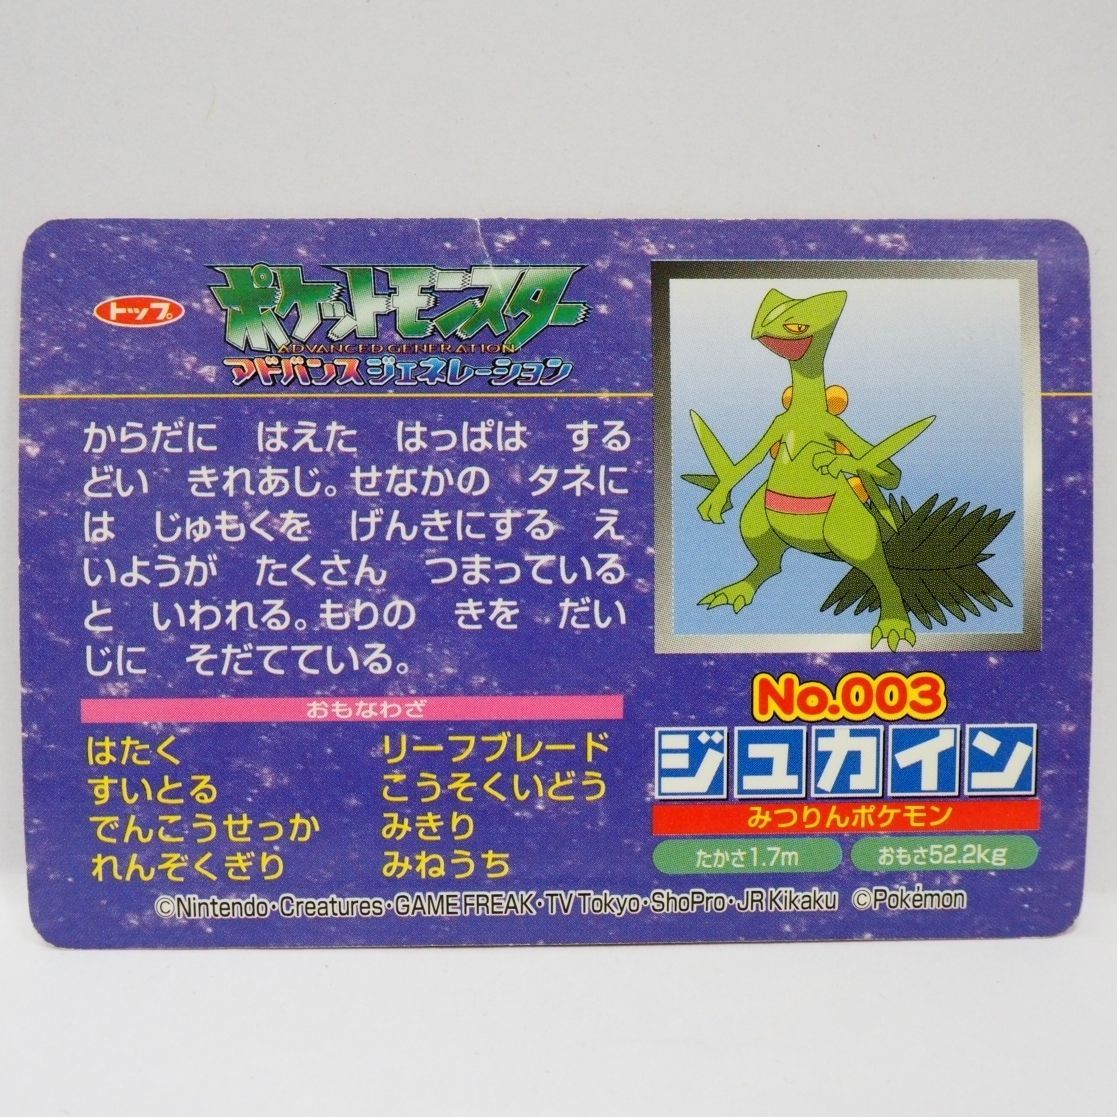 トップ
ポケットモンスター
ADVANCED GENERATION
アドバンスジェネレーション
からだに　はえた　はっぱは　する
どい　きれあじ。せなかの　タネに
は　じゅもくを　げんきにする　え
いようが　たくさん　つまっている
と　いわれる。もりの　きを　だい
じに　そだてている。
おもなわざ
はたく
すいとる
でんこうせっか
れんぞくぎり
リーフブレード
こうそくいどう
みきり
みねうち
No.003
ジュカイン
みつりんポケモン
たかさ1.7m
おもさ52.2kg
©Nintendo・Creatures・GAME FREAK・TV Tokyo・ShoPro・JR Kikaku ©Pokémon